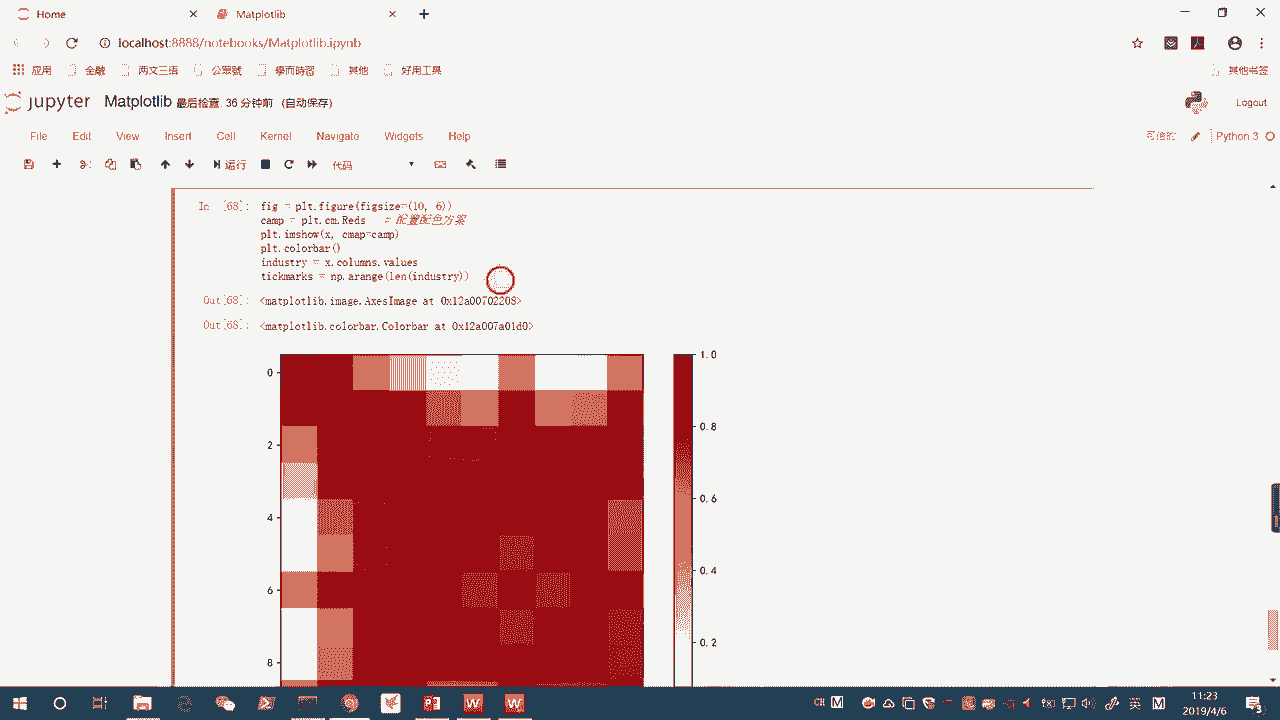 Home
Matplotlib
localhost:8888/notebooks/Matplotlib.ipynb
应用 金融 两文三语 公眾號 學而時習 其他 好用工具 其他书签
jupyter Matplotlib 最后检查: 36 分钟前 (自动保存) Logout
File Edit View Insert Cell Kernel Navigate Widgets Help Python 3
运行 代码
In [68]: fig = plt.figure(figsize=(10, 6))
camp = plt.cm.Reds # 配置配色方案
plt.imshow(x, cmap=camp)
plt.colorbar()
industry = x.columns.values
tickmarks = np.arange(len(industry))
Out[68]: <matplotlib.image.AxesImage at 0x12a00702208>
Out[68]: <matplotlib.colorbar.Colorbar at 0x12a007a01d0>
0
2
4
6
8
1.0
0.8
0.6
0.4
0.2
CH M 英 M
11:23
2019/4/6